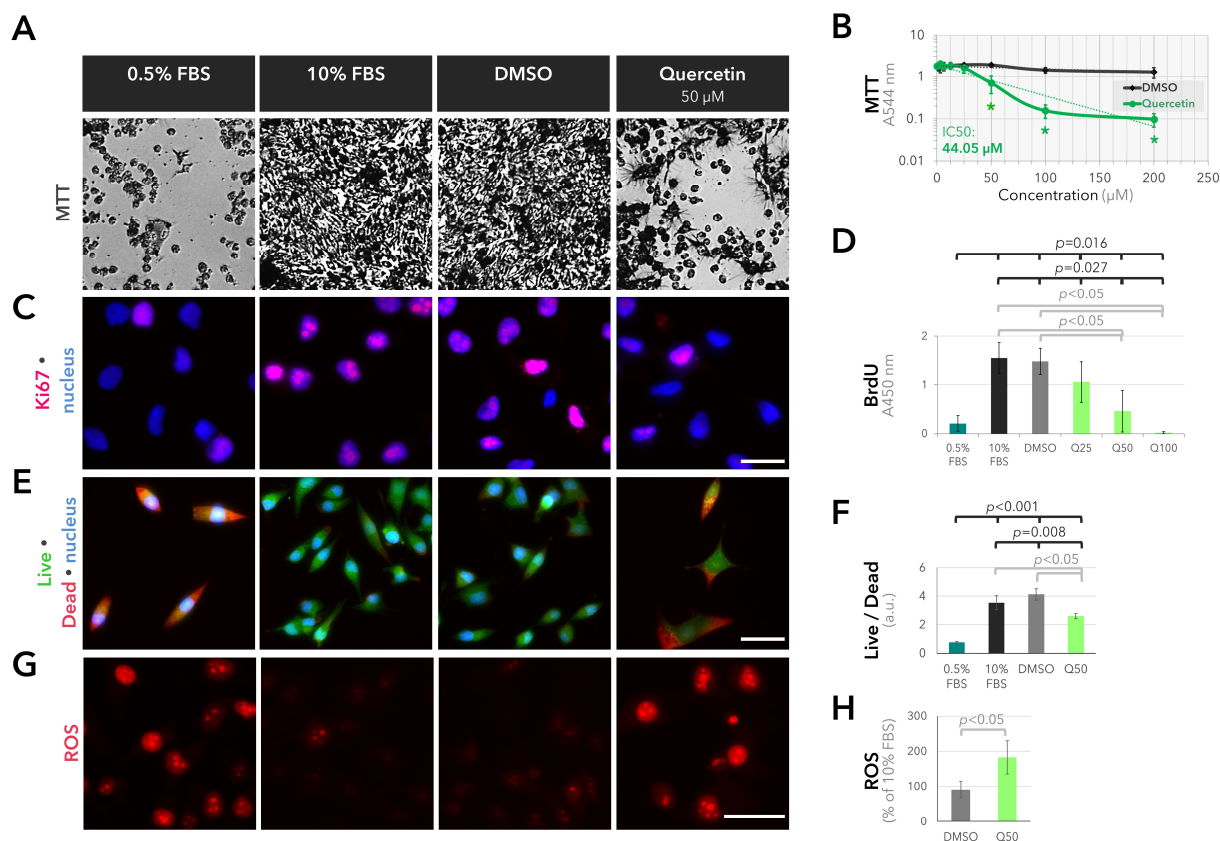 A
0.5% FBS
10% FBS
DMSO
Quercetin
50 µM
MTT
C
Ki67 •
nucleus
E
Live •
Dead • nucleus
G
ROS
B
MTT
A544 nm
10
1
0.1
0.01
DMSO
Quercetin
IC50:
44.05 µM
* * *
0 50 100 150 200 250
Concentration (µM)
D
p=0.016
p=0.027
p<0.05
p<0.05
BrdU
A450 nm
2
1
0
0.5% FBS
10% FBS
DMSO
Q25
Q50
Q100
F
p<0.001
p=0.008
p<0.05
Live / Dead
(a.u.)
6
4
2
0
0.5% FBS
10% FBS
DMSO
Q50
H
p<0.05
ROS
(% of 10% FBS)
300
200
100
0
DMSO
Q50